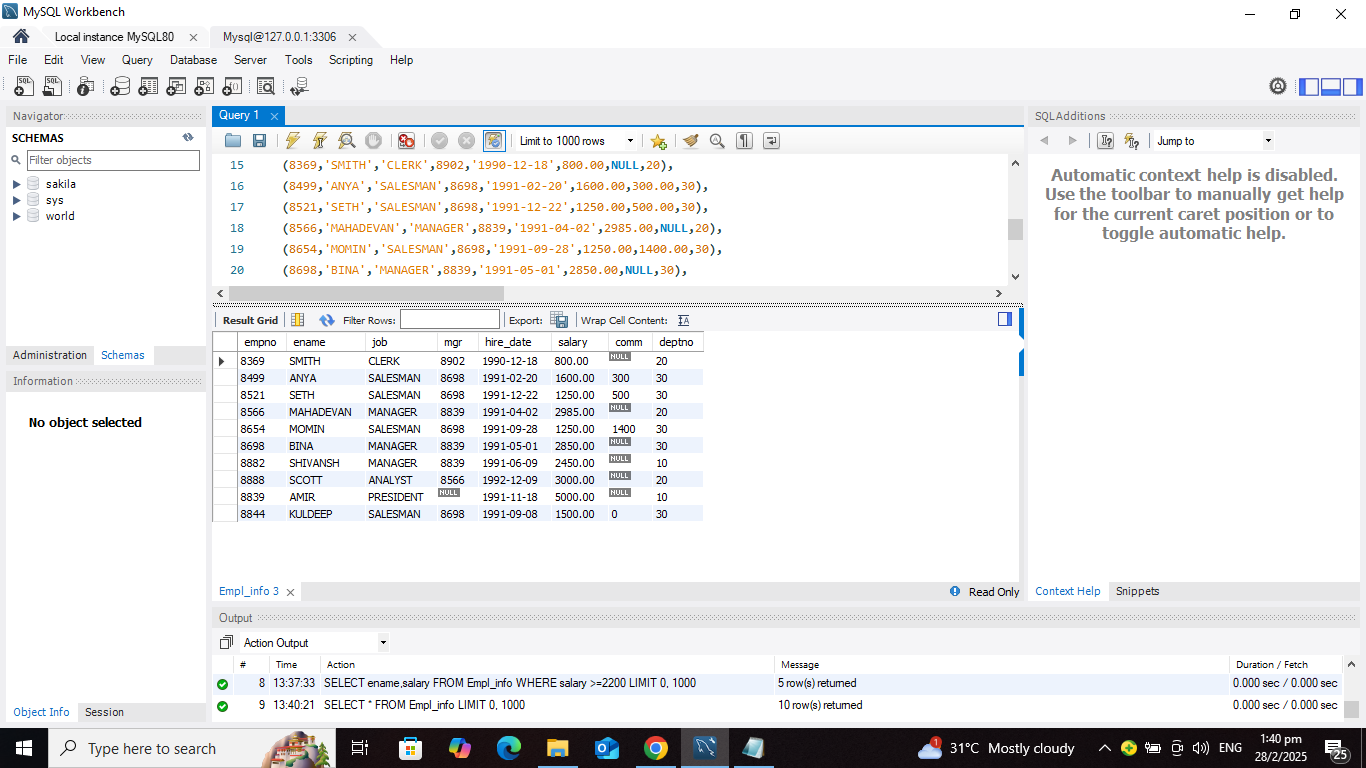 MySQL Workbench
Local instance MySQL80
Mysql@127.0.0.1:3306
File Edit View Query Database Server Tools Scripting Help
Navigator
SCHEMAS
Filter objects
sakila
sys
world
Administration Schemas
Information
No object selected
Object Info Session
Query 1
Limit to 1000 rows
15 (8369,'SMITH','CLERK',8902,'1990-12-18',800.00,NULL,20),
16 (8499,'ANYA','SALESMAN',8698,'1991-02-20',1600.00,300.00,30),
17 (8521,'SETH','SALESMAN',8698,'1991-12-22',1250.00,500.00,30),
18 (8566,'MAHADEVAN','MANAGER',8839,'1991-04-02',2985.00,NULL,20),
19 (8654,'MOMIN','SALESMAN',8698,'1991-09-28',1250.00,1400.00,30),
20 (8698,'BINA','MANAGER',8839,'1991-05-01',2850.00,NULL,30),
Result Grid Filter Rows: Export: Wrap Cell Content:
empno ename job mgr hire_date salary comm deptno
8369 SMITH CLERK 8902 1990-12-18 800.00 NULL 20
8499 ANYA SALESMAN 8698 1991-02-20 1600.00 300 30
8521 SETH SALESMAN 8698 1991-12-22 1250.00 500 30
8566 MAHADEVAN MANAGER 8839 1991-04-02 2985.00 NULL 20
8654 MOMIN SALESMAN 8698 1991-09-28 1250.00 1400 30
8698 BINA MANAGER 8839 1991-05-01 2850.00 NULL 30
8882 SHIVANSH MANAGER 8839 1991-06-09 2450.00 NULL 10
8888 SCOTT ANALYST 8566 1992-12-09 3000.00 NULL 20
8839 AMIR PRESIDENT NULL 1991-11-18 5000.00 NULL 10
8844 KULDEEP SALESMAN 8698 1991-09-08 1500.00 0 30
Empl_info 3
Read Only
SQLAdditions
Jump to
Automatic context help is disabled.
Use the toolbar to manually get help
for the current caret position or to
toggle automatic help.
Context Help Snippets
Output
Action Output
# Time Action Message Duration / Fetch
8 13:37:33 SELECT ename,salary FROM Empl_info WHERE salary >=2200 LIMIT 0, 1000 5 row(s) returned 0.000 sec / 0.000 sec
9 13:40:21 SELECT * FROM Empl_info LIMIT 0, 1000 10 row(s) returned 0.000 sec / 0.000 sec
Type here to search
1
31°C Mostly cloudy
ENG
1:40 pm
28/2/2025
25